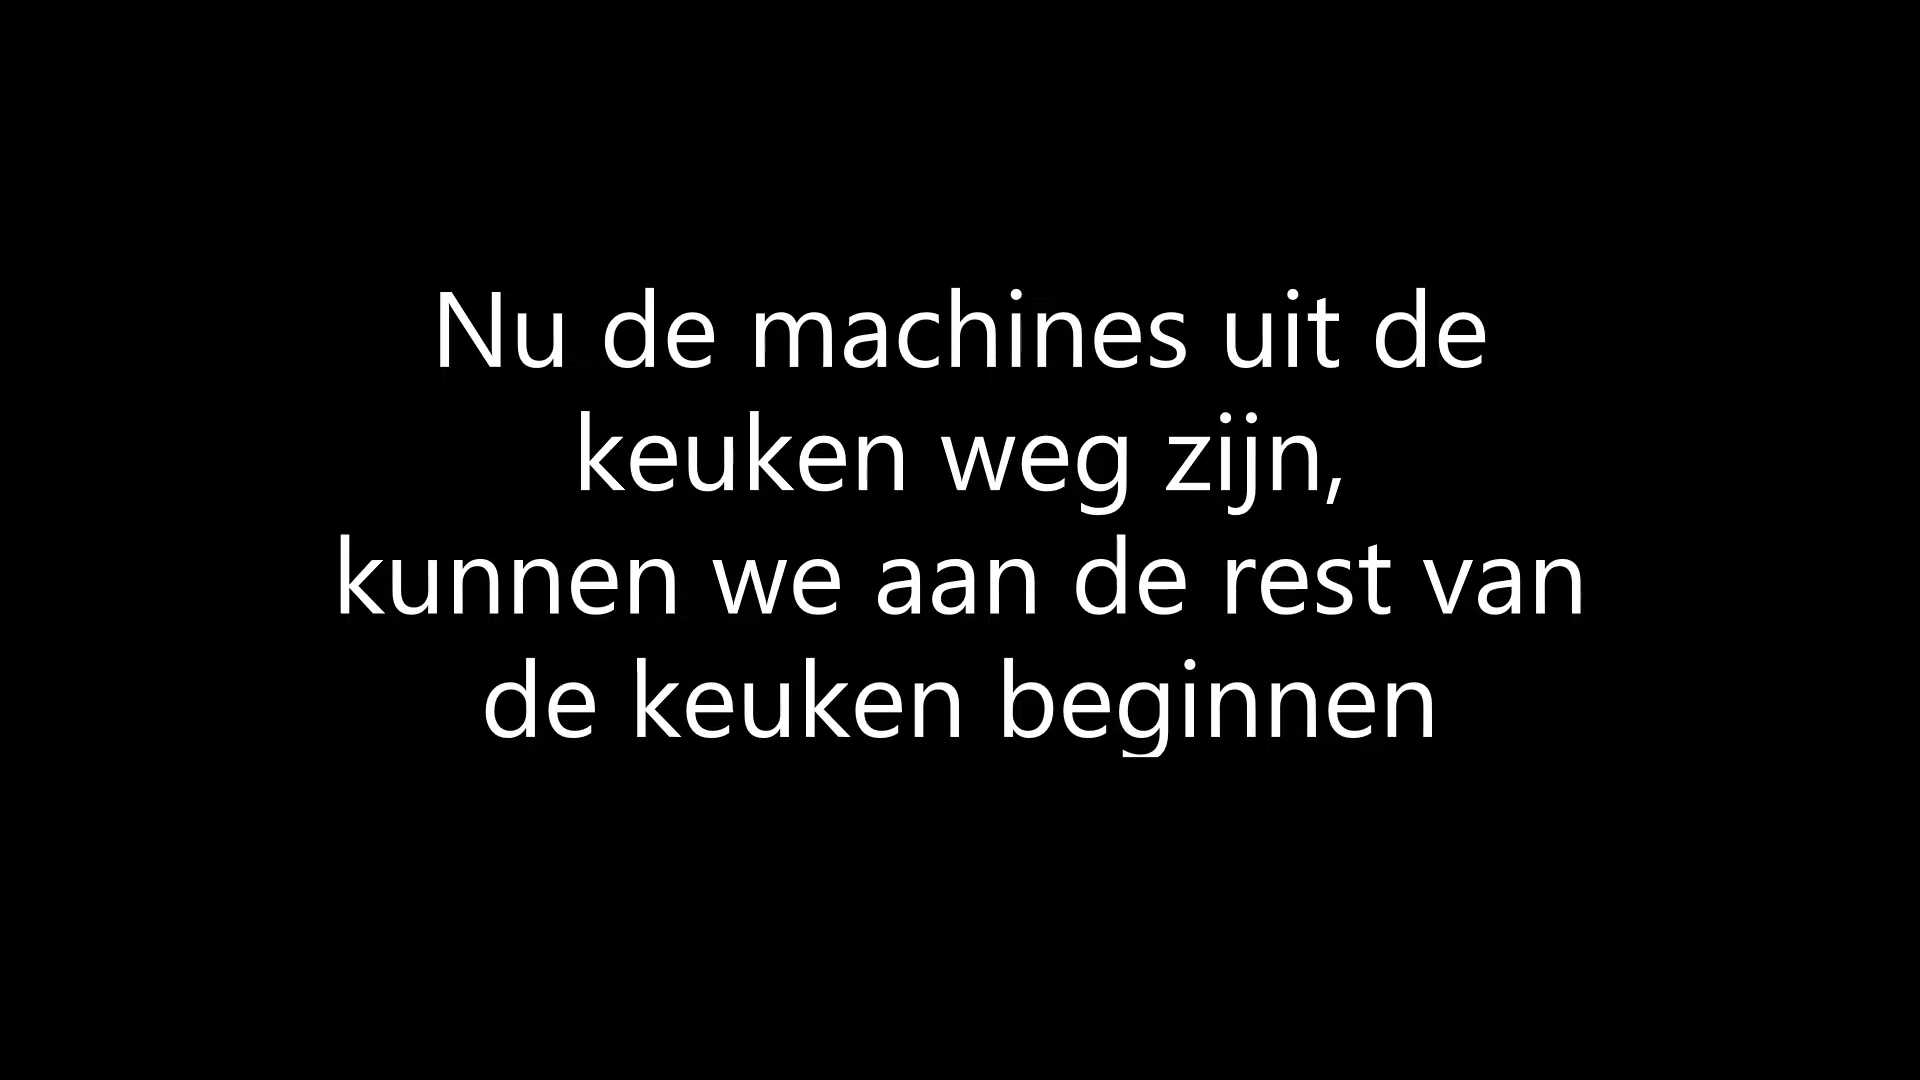 Nu de machines uit de
keuken weg zijn,
kunnen we aan de rest van
de keuken beginnen